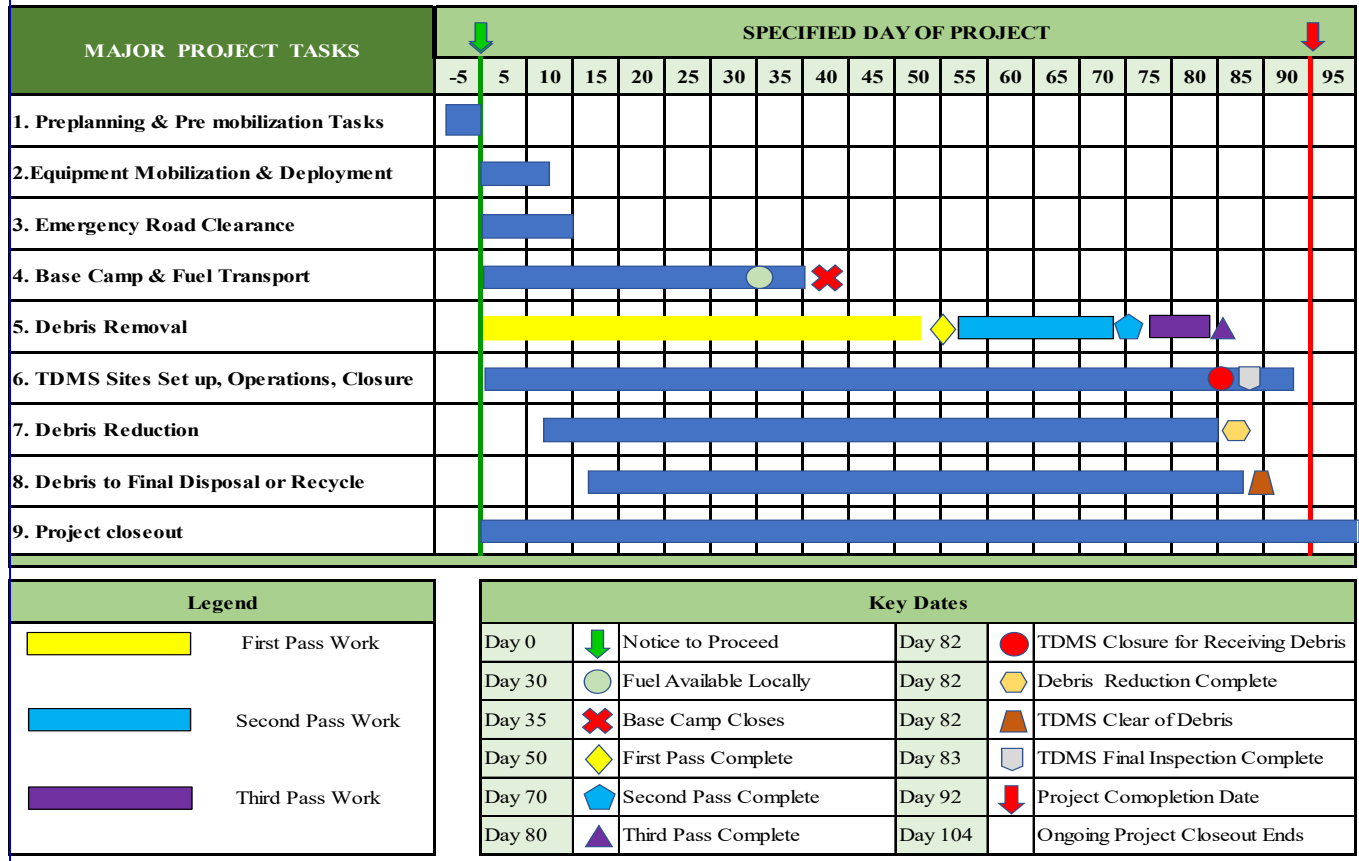 MAJOR PROJECT TASKS
SPECIFIED DAY OF PROJECT
-5 5 10 15 20 25 30 35 40 45 50 55 60 65 70 75 80 85 90 95
1. Preplanning & Pre mobilization Tasks
2.Equipment Mobilization & Deployment
3. Emergency Road Clearance
4. Base Camp & Fuel Transport
5. Debris Removal
6. TDMS Sites Set up, Operations, Closure
7. Debris Reduction
8. Debris to Final Disposal or Recycle
9. Project closeout
Legend
First Pass Work
Second Pass Work
Third Pass Work
Key Dates
Day 0 Notice to Proceed Day 82 TDMS Closure for Receiving Debris
Day 30 Fuel Available Locally Day 82 Debris Reduction Complete
Day 35 Base Camp Closes Day 82 TDMS Clear of Debris
Day 50 First Pass Complete Day 83 TDMS Final Inspection Complete
Day 70 Second Pass Complete Day 92 Project Comopletion Date
Day 80 Third Pass Complete Day 104 Ongoing Project Closeout Ends